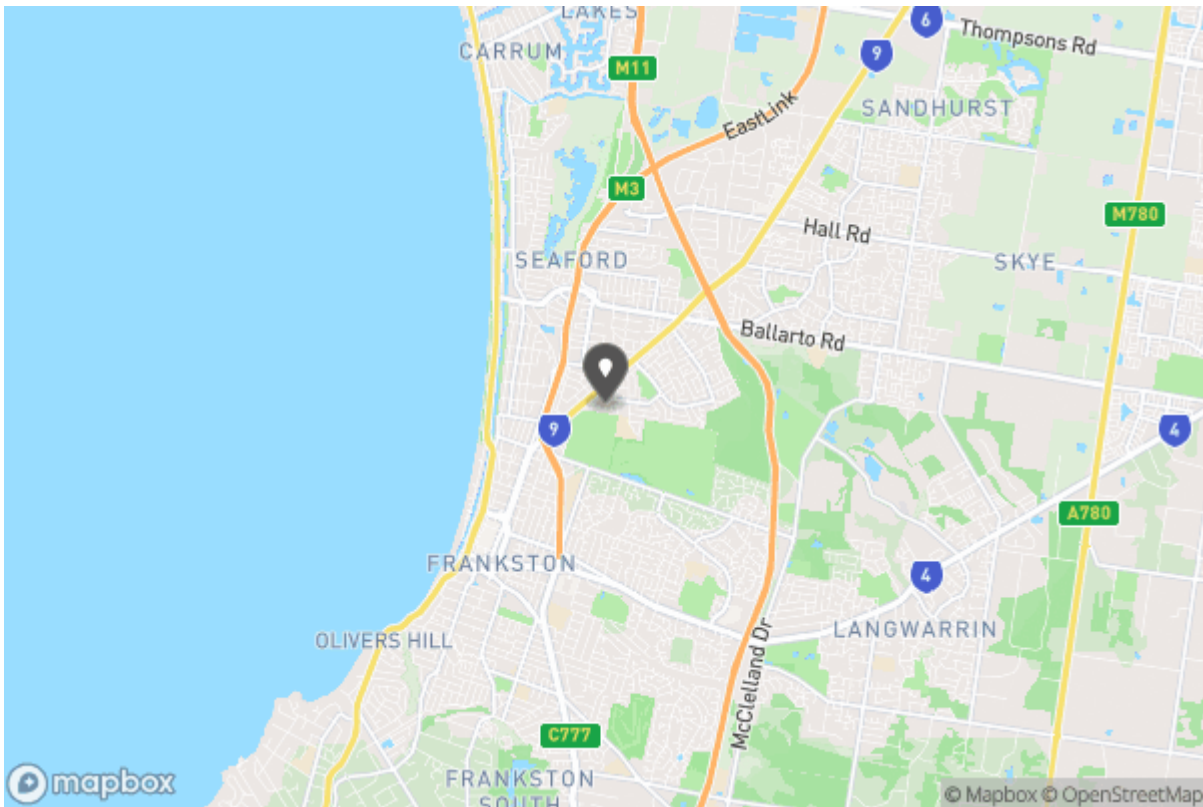 LAKES
CARRUM
6
Thompsons Rd
9
M11
EastLink
SANDHURST
M3
M780
Hall Rd
SEAFORD
SKYE
Ballarto Rd
9
4
A780
FRANKSTON
4
OLIVERS HILL
LANGWARRIN
McClelland Dr
C777
FRANKSTON
SOUTH
mapbox
© Mapbox © OpenStreetMap